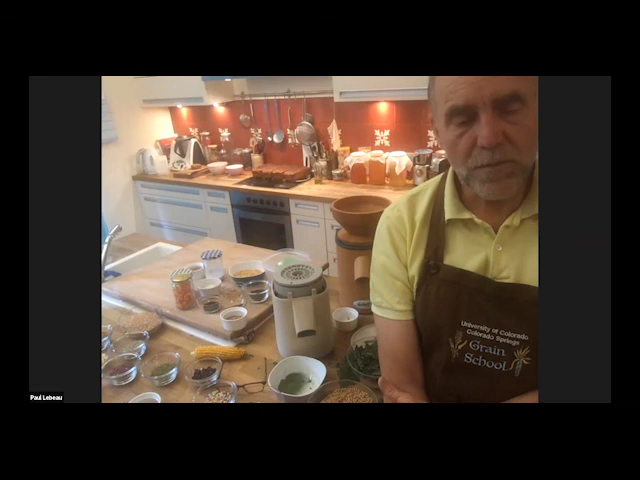 University of Colorado
Colorado Springs
Grain
School
Paul Lebeau